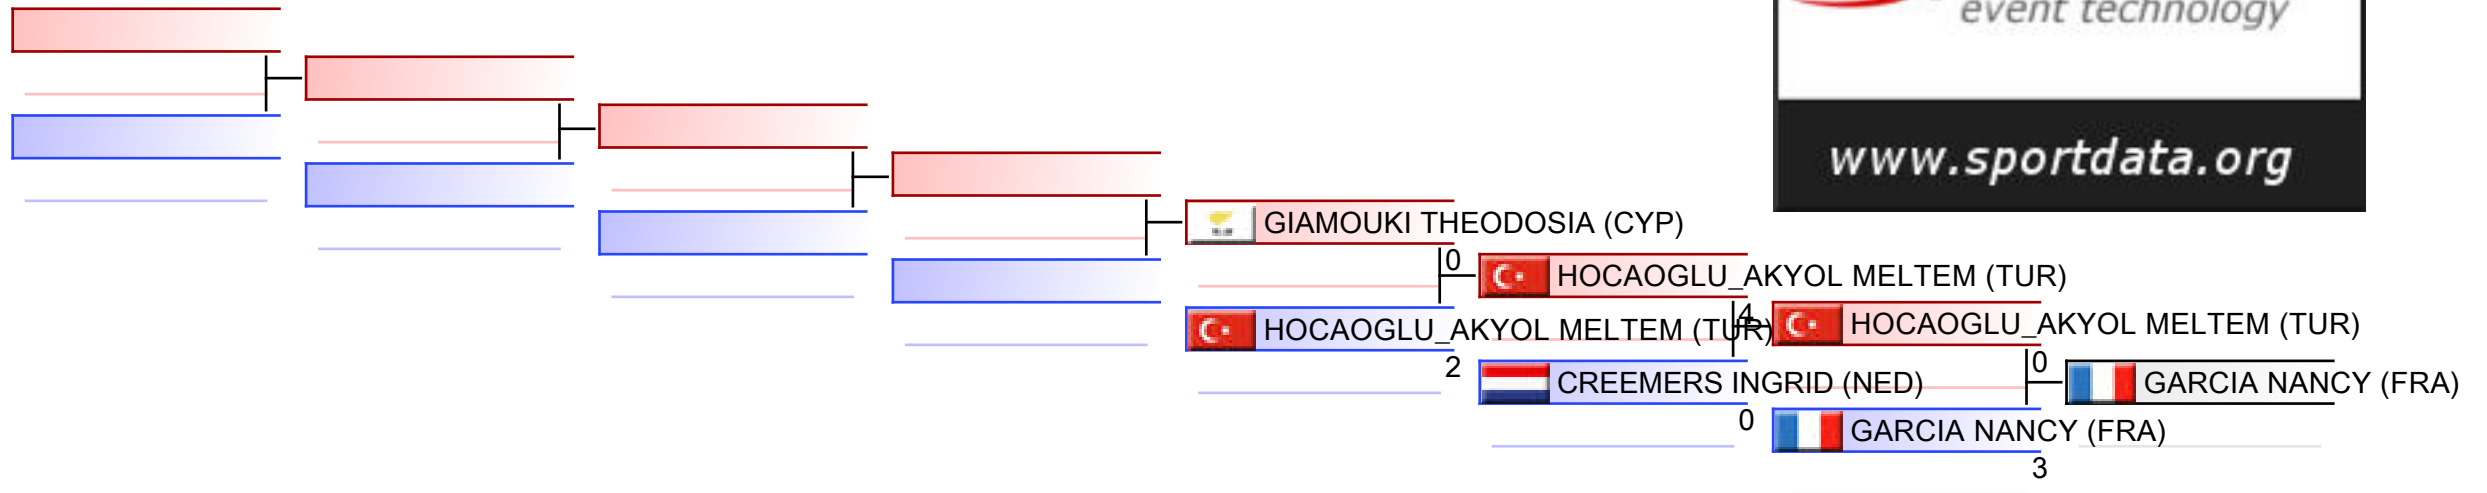 event technology
www.sportdata.org
GIAMOUKI THEODOSIA (CYP)
0
HOCAOGLU_AKYOL MELTEM (TUR)
HOCAOGLU_AKYOL MELTEM (TUR)
2
4
CREEMERS INGRID (NED)
0
HOCAOGLU_AKYOL MELTEM (TUR)
0
GARCIA NANCY (FRA)
3
GARCIA NANCY (FRA)